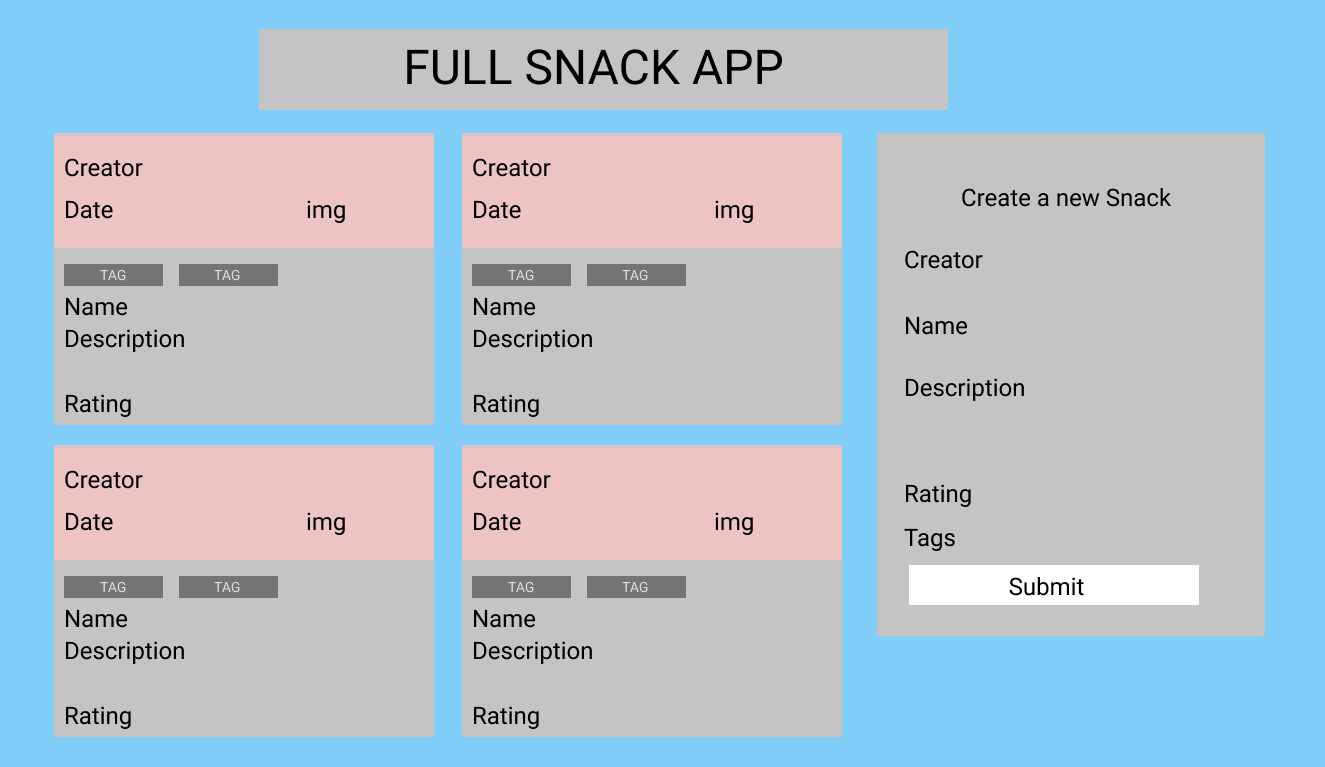 FULL SNACK APP
Creator
Date img
TAG TAG
Name
Description
Rating
Creator
Date img
TAG TAG
Name
Description
Rating
Creator
Date img
TAG TAG
Name
Description
Rating
Creator
Date img
TAG TAG
Name
Description
Rating
Create a new Snack
Creator
Name
Description
Rating
Tags
Submit